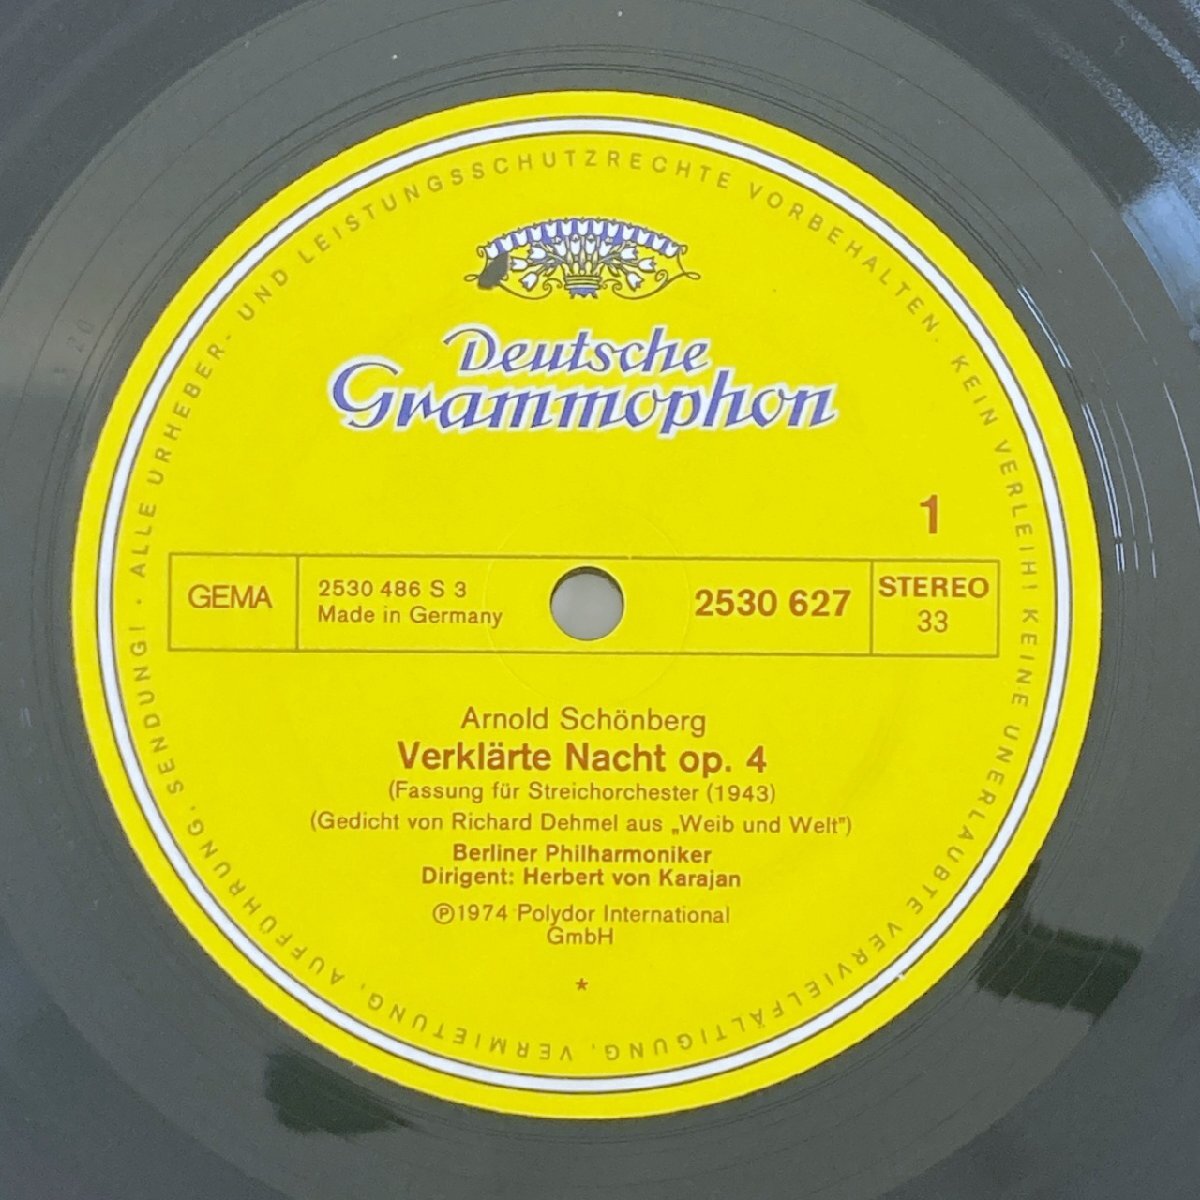 ALLE URHEBER- UND LEISTUNGSSCHUTZRECHTE VORBEHALTEN. KEIN VERLEIH! KEINE UNERLAUBTE VERVIELFÄLTIGUNG, VERMIETUNG, AUFFÜHRUNG, SENDUNG! ·
Deutsche
Grammophon
1
GEMA
2530 486 S 3
Made in Germany
2530 627
STEREO
33
Arnold Schönberg
Verklärte Nacht op. 4
(Fassung für Streichorchester (1943)
(Gedicht von Richard Dehmel aus „Weib und Welt")
Berliner Philharmoniker
Dirigent: Herbert von Karajan
℗1974 Polydor International
GmbH
★